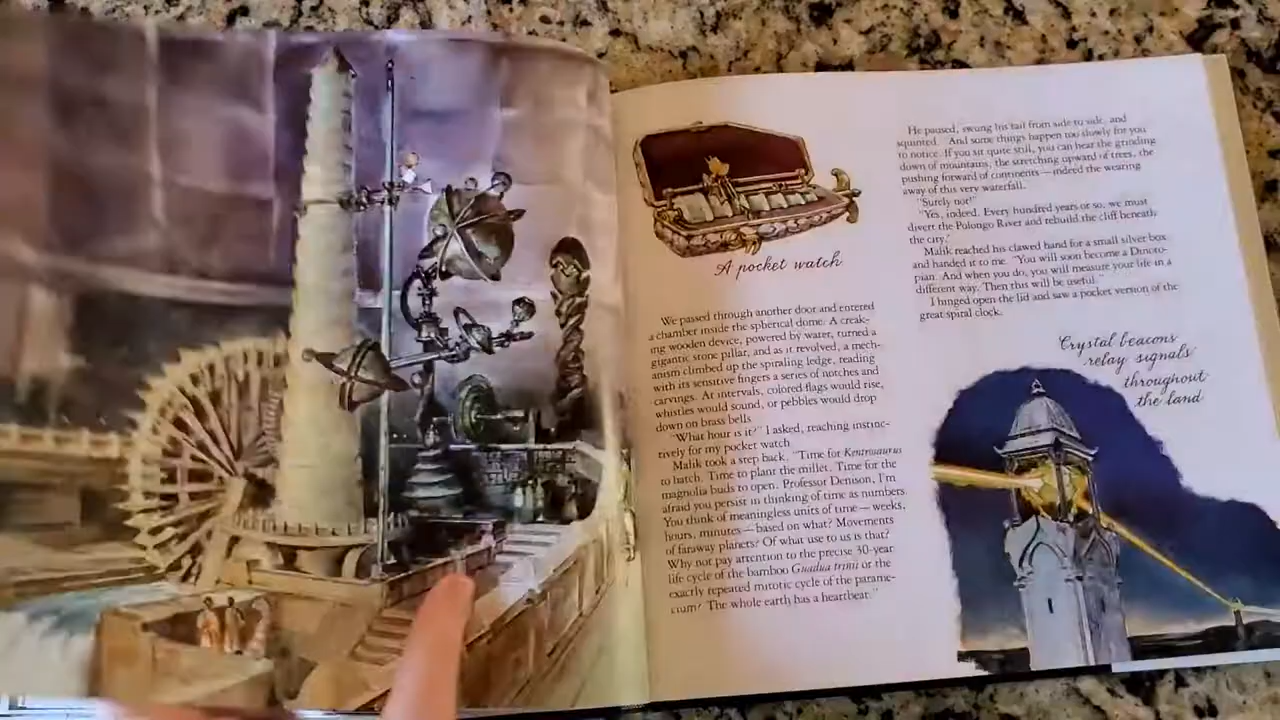 A pocket watch
We passed through another door and entered
a chamber inside the spherical dome. A creak-
ing wooden device, powered by water, turned a
gigantic stone pillar, and as it revolved, a mech-
anism climbed up the spiraling ledge, reading
with its sensitive fingers a series of notches and
carvings. At intervals, colored flags would rise,
whistles would sound, or pebbles would drop
down on brass bells.
"What hour is it?" I asked, reaching instinc-
tively for my pocket watch.
Malik took a step back. "Time for Kentrosaurus
to hatch. Time to plant the millet. Time for the
magnolia buds to open. Professor Denison, I'm
afraid you persist in thinking of time as numbers.
You think of meaningless units of time—weeks,
hours, minutes—based on what? Movements
of faraway planets? Of what use to us is that?
Why not pay attention to the precise 30-year
life cycle of the bamboo Guadua trinii or the
exactly repeated mitotic cycle of the parame-
cium? The whole earth has a heartbeat."
He paused, swung his tail from side to side, and
squinted. "And some things happen too slowly for you
to notice. If you sit quite still, you can hear the grinding
down of mountains, the stretching upward of trees, the
pushing forward of continents—indeed the wearing
away of this very waterfall."
"Surely not!"
"Yes, indeed. Every hundred years or so, we must
divert the Polongo River and rebuild the cliff beneath
the city."
Malik reached his clawed hand for a small silver box
and handed it to me. "You will soon become a Dinoto-
pian. And when you do, you will measure your life in a
different way. Then this will be useful."
I hinged open the lid and saw a pocket version of the
great spiral clock.
Crystal beacons
relay signals
throughout
the land